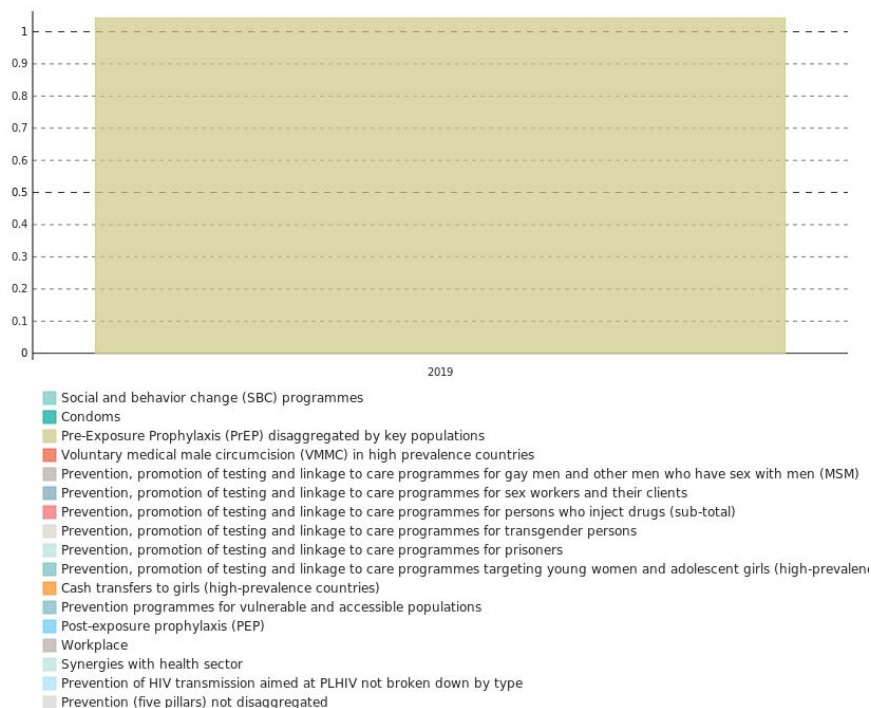 1
0.9
0.8
0.7
0.6
0.5
0.4
0.3
0.2
0.1
0
2019
Social and behavior change (SBC) programmes
Condoms
Pre-Exposure Prophylaxis (PrEP) disaggregated by key populations
Voluntary medical male circumcision (VMMC) in high prevalence countries
Prevention, promotion of testing and linkage to care programmes for gay men and other men who have sex with men (MSM)
Prevention, promotion of testing and linkage to care programmes for sex workers and their clients
Prevention, promotion of testing and linkage to care programmes for persons who inject drugs (sub-total)
Prevention, promotion of testing and linkage to care programmes for transgender persons
Prevention, promotion of testing and linkage to care programmes for prisoners
Prevention, promotion of testing and linkage to care programmes targeting young women and adolescent girls
Cash transfers to girls (high-prevalence countries)
Prevention programmes for vulnerable and accessible populations
Post-exposure prophylaxis (PEP)
Workplace
Synergies with health sector
Prevention of HIV transmission aimed at PLHIV not broken down by type
Prevention (five pillars) not disaggregated